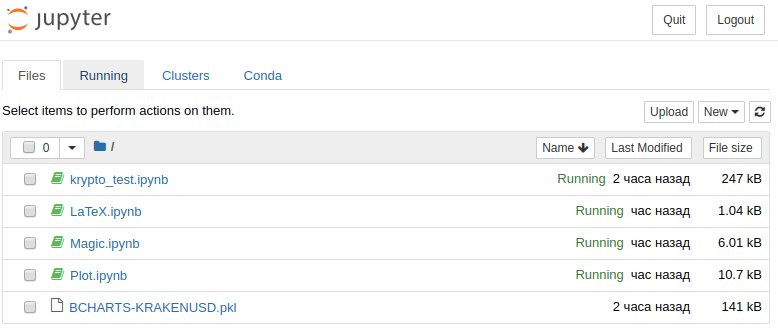 jupyter Quit Logout
Files Running Clusters Conda
Select items to perform actions on them. Upload New
0 / Name Last Modified File size
krypto_test.ipynb Running 2 часа назад 247 kB
LaTeX.ipynb Running час назад 1.04 kB
Magic.ipynb Running час назад 6.01 kB
Plot.ipynb Running час назад 10.7 kB
BCHARTS-KRAKENUSD.pkl 2 часа назад 141 kB